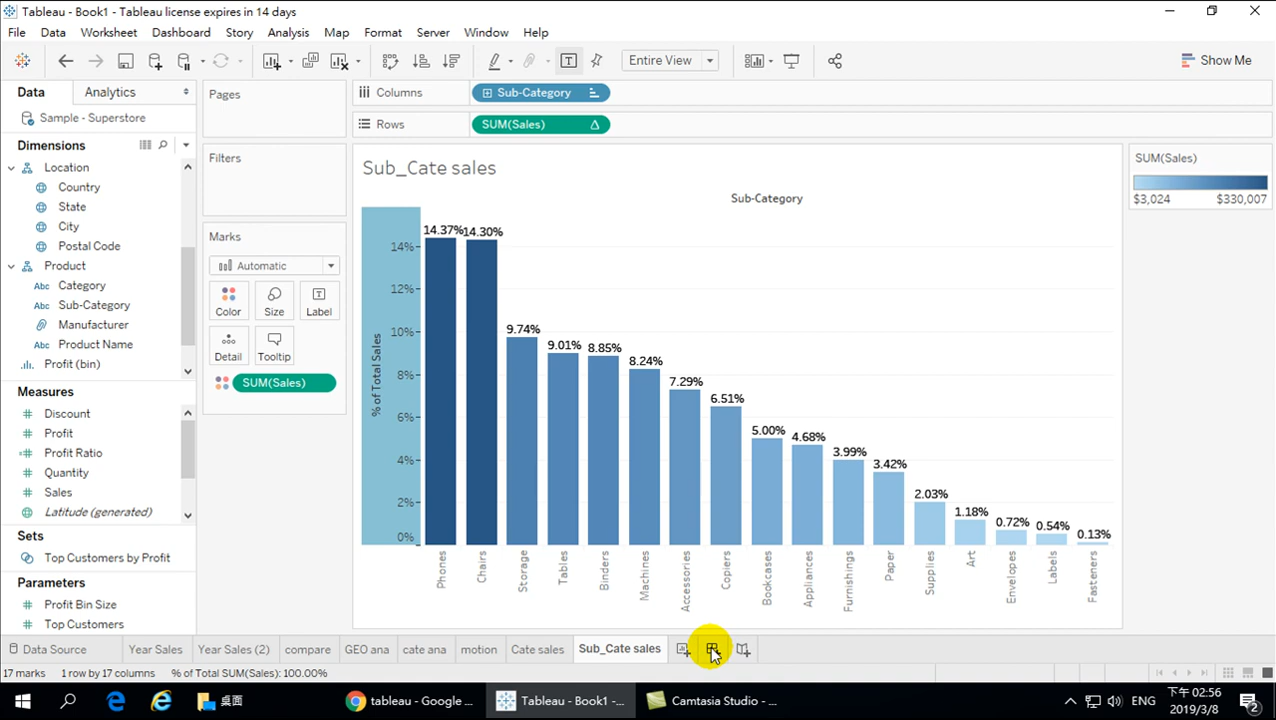 Tableau - Book1 - Tableau license expires in 14 days
File Data Worksheet Dashboard Story Analysis Map Format Server Window Help
Entire View
Show Me
Data Analytics
Sample - Superstore
Dimensions
Location
Country
State
City
Postal Code
Product
Abc Category
Abc Sub-Category
Manufacturer
Abc Product Name
Profit (bin)
Measures
Discount
Profit
Profit Ratio
Quantity
Sales
Latitude (generated)
Sets
Top Customers by Profit
Parameters
Profit Bin Size
Top Customers
Pages
Filters
Marks
Automatic
Color Size Label
Detail Tooltip
SUM(Sales)
Columns Sub-Category
Rows SUM(Sales)
Sub_Cate sales
Sub-Category
% of Total Sales
14%
12%
10%
8%
6%
4%
2%
0%
14.37% 14.30% 9.74% 9.01% 8.85% 8.24% 7.29% 6.51% 5.00% 4.68% 3.99% 3.42% 2.03% 1.18% 0.72% 0.54% 0.13%
Phones Chairs Storage Tables Binders Machines Accessories Copiers Bookcases Appliances Furnishings Paper Supplies Art Envelopes Labels Fasteners
SUM(Sales)
$3,024 $330,007
Data Source Year Sales Year Sales (2) compare GEO ana cate ana motion Cate sales Sub_Cate sales
17 marks 1 row by 17 columns % of Total SUM(Sales): 100.00%
桌面
tableau - Google ...
Tableau - Book1 -...
Camtasia Studio - ...
ENG
下午 02:56
2019/3/8
2